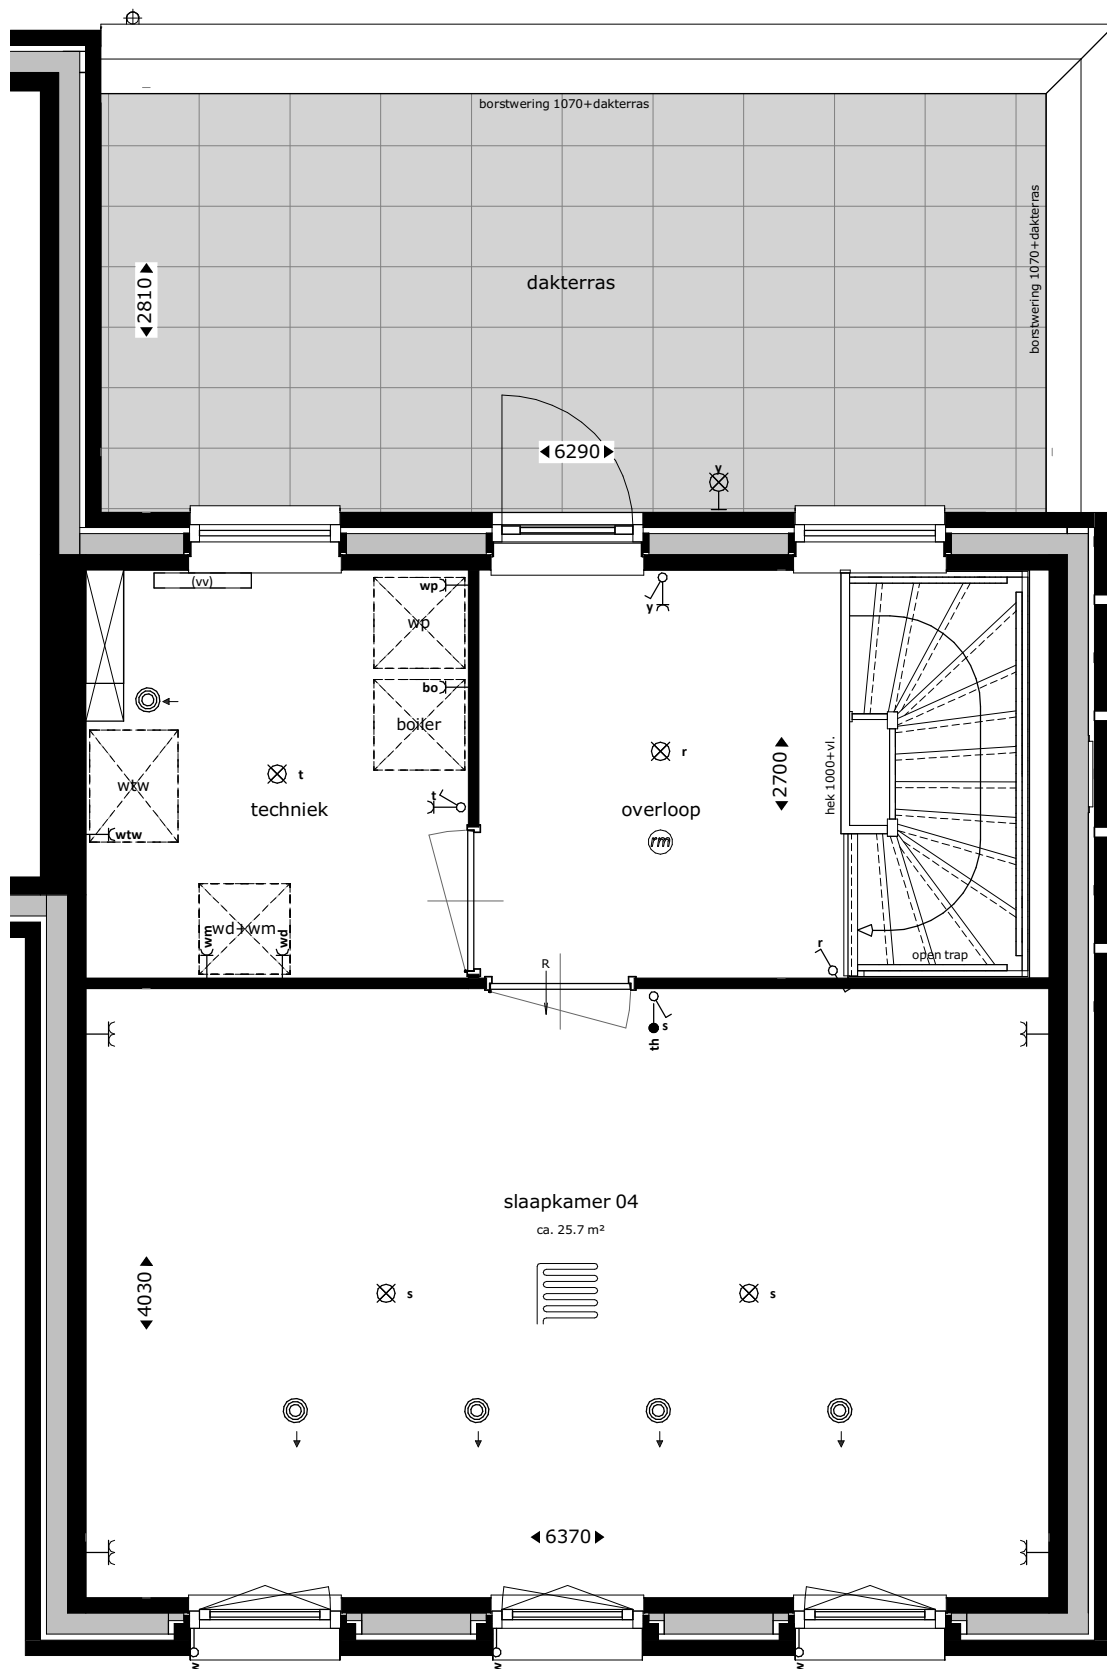 borstwering 1070+dakterras
borstwering 1070+dakterras
2810
dakterras
6290
y
(vv)
wp
wp
y
bo
boiler
r
t
wtw
techniek
t
overloop
2700
hek 1000+vl.
wtw
rm
wd+wm
wm
wd
r
open trap
R
s
th
slaapkamer 04
ca. 25.7 m²
4030
s
s
6370
w
w
w